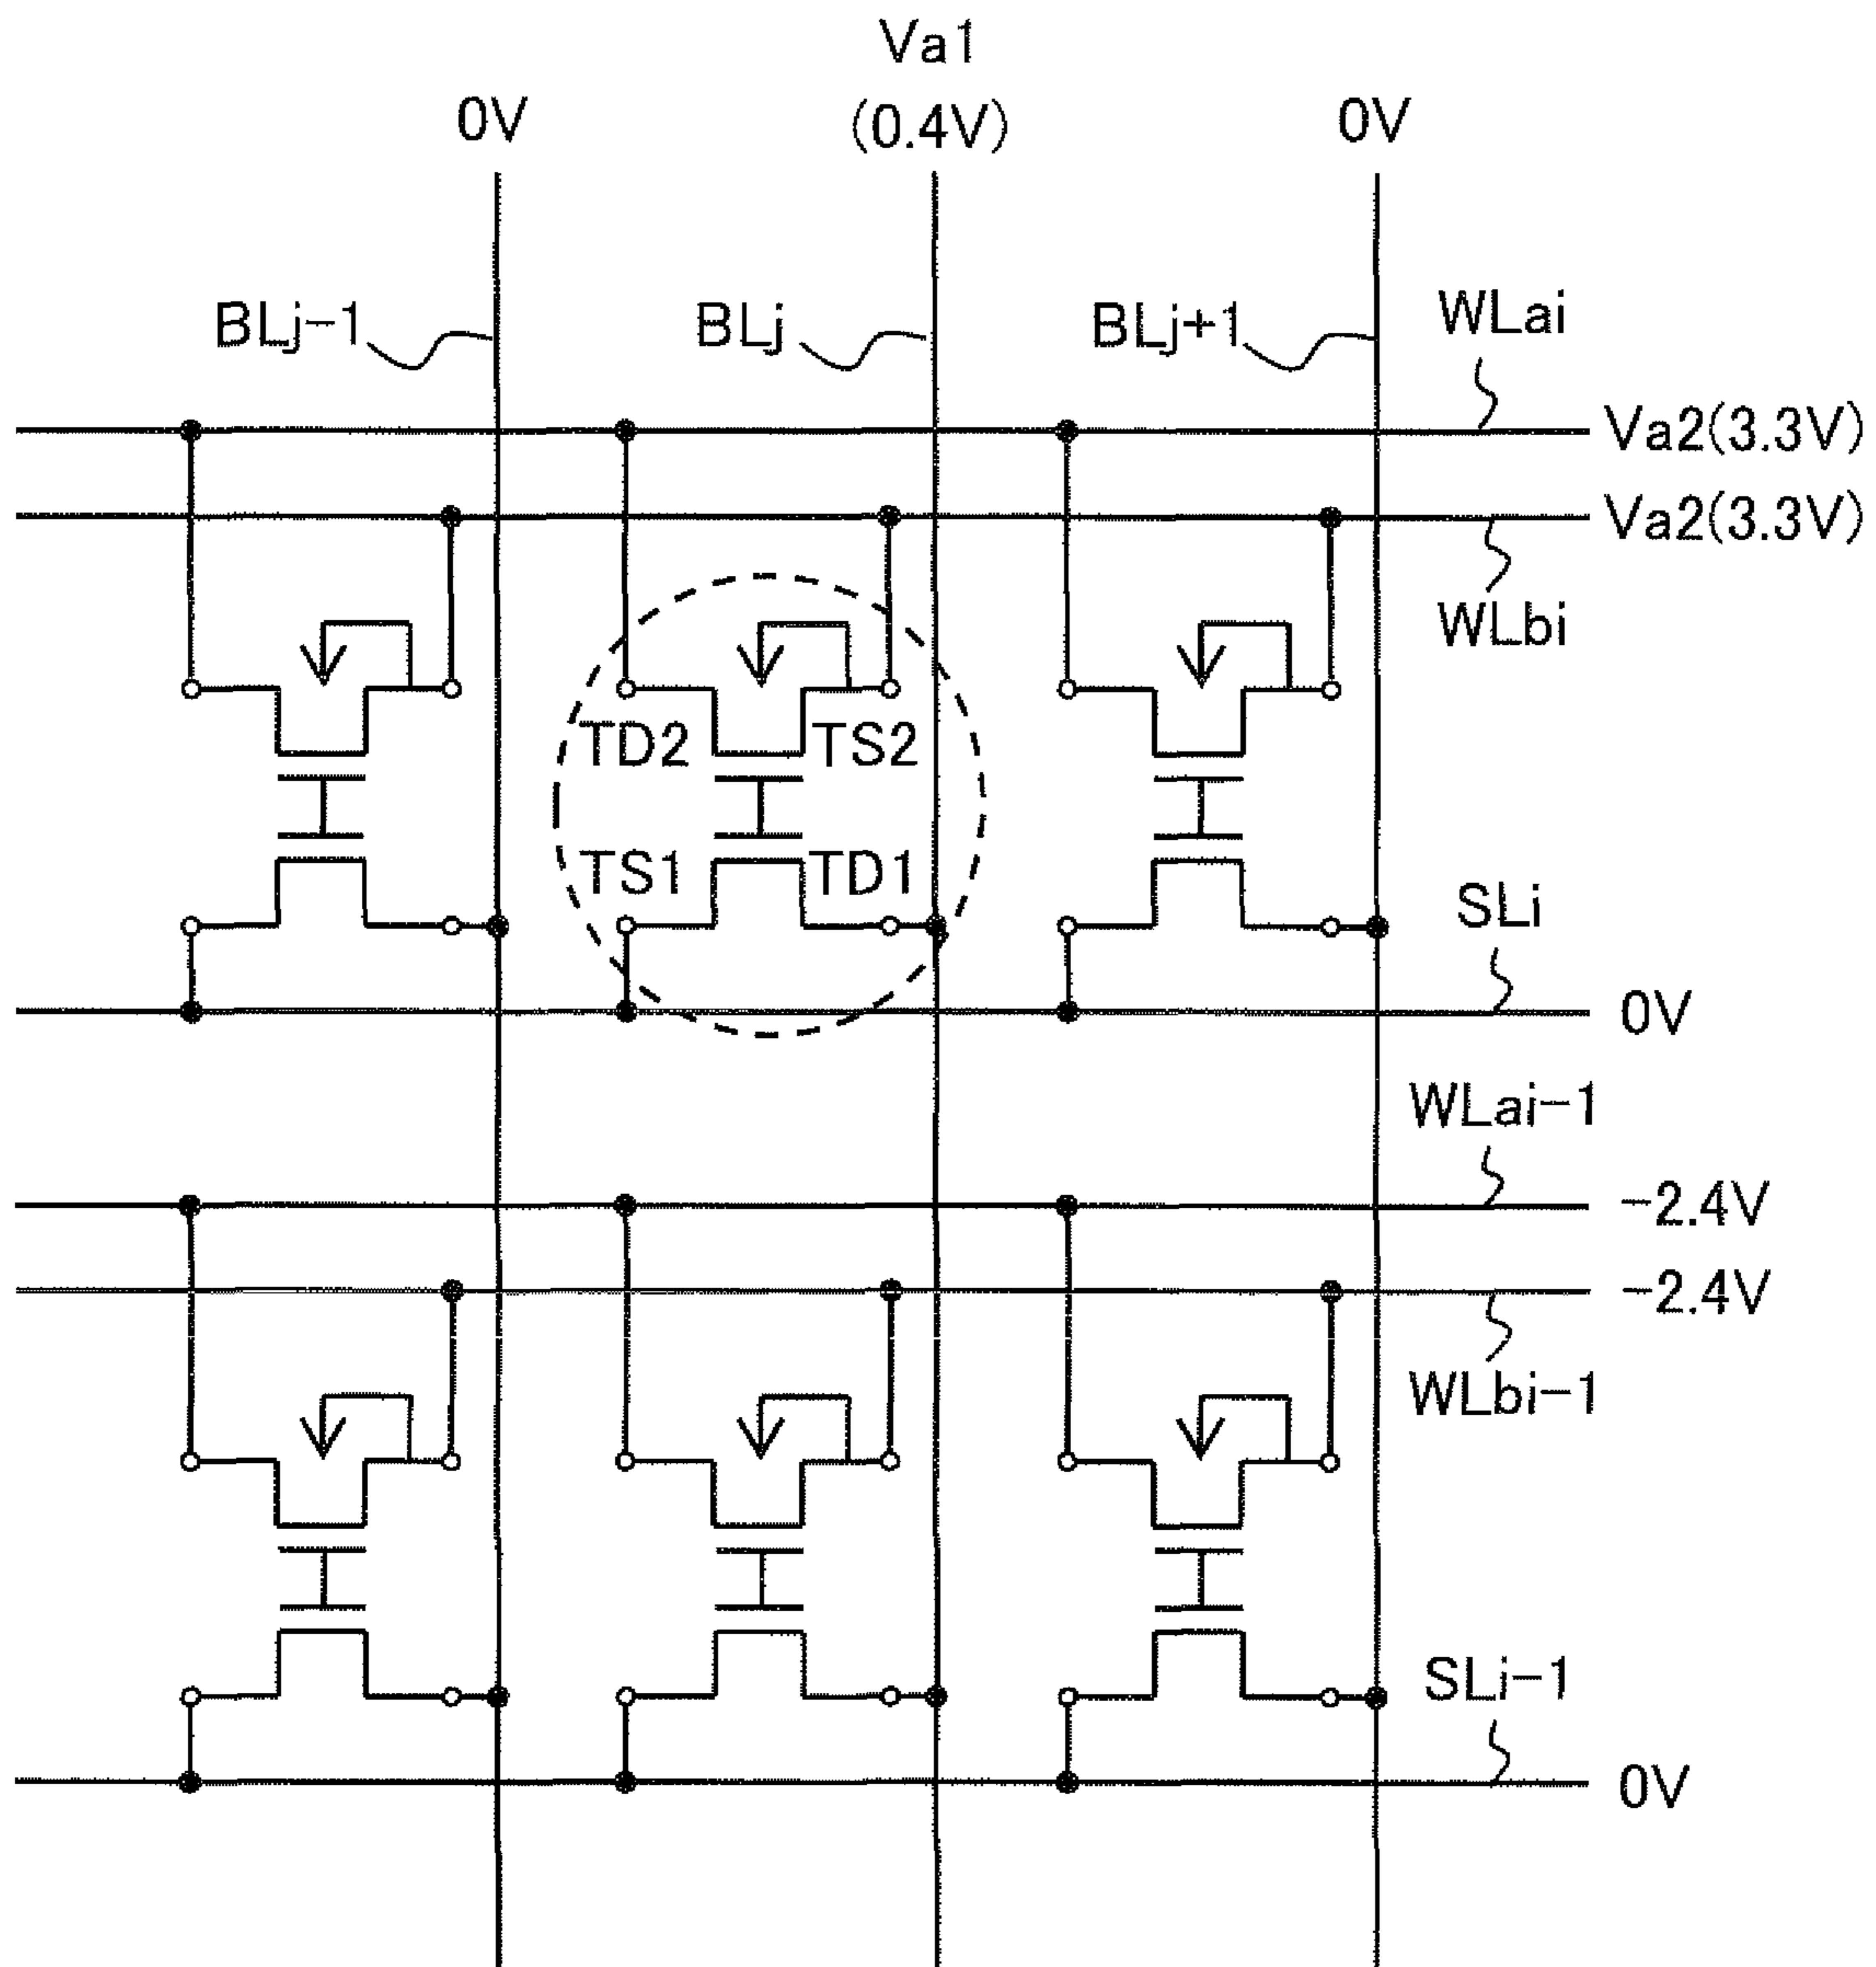 Va1
0V (0.4V) 0V
BLj-1 BLj BLj+1 WLai
Va2(3.3V)
Va2(3.3V)
WLbi
TD2 TS2
TS1 TD1
SLi
0V
WLai-1
-2.4V
-2.4V
WLbi-1
SLi-1
0V